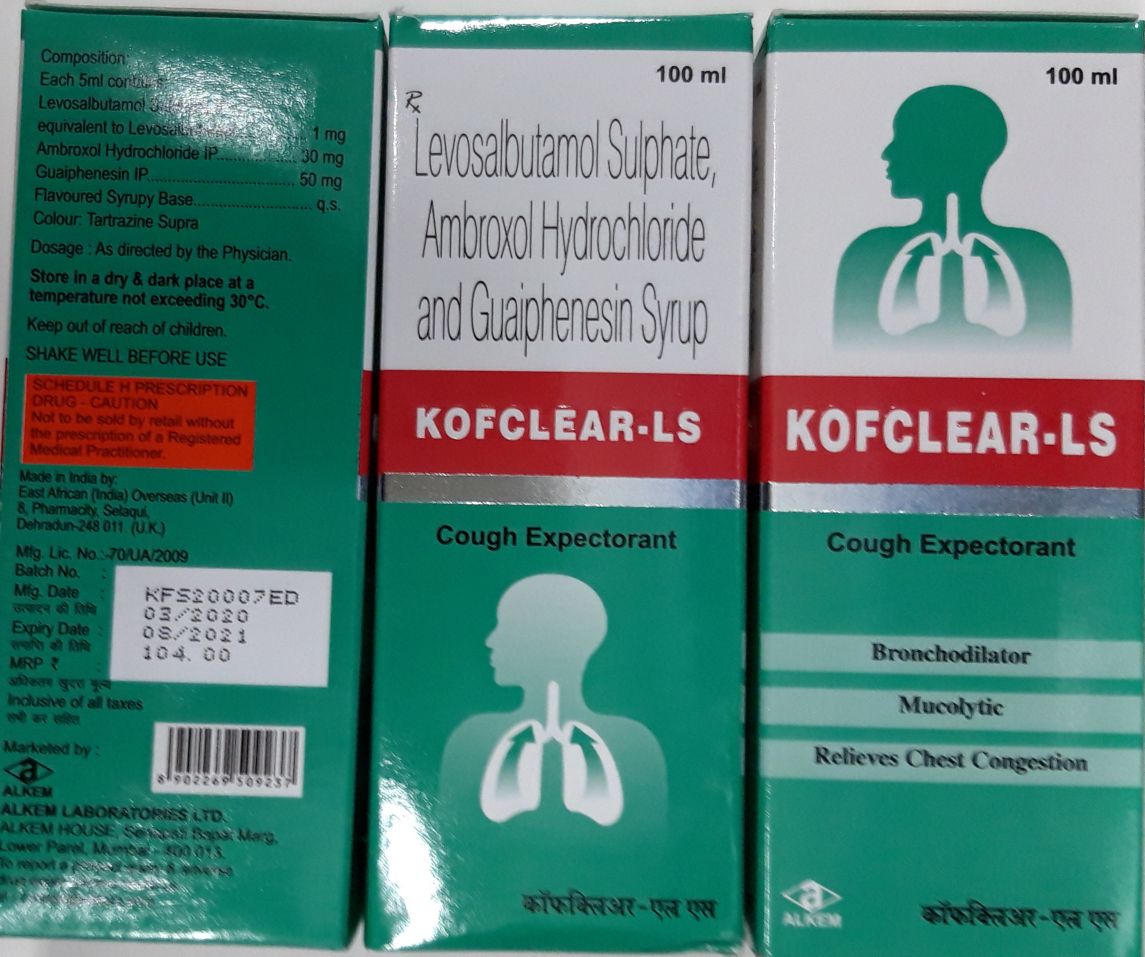 Composition:
Each 5ml contains
Levosalbutamol
equivalent to 1 mg
Ambroxol Hydrochloride IP................. 30 mg
Guaiphenesin IP.................................. 50 mg
Flavoured Syrupy Base........................... q.s.
Colour: Tartrazine Supra
Dosage : As directed by the Physician.
Store in a dry & dark place at a
temperature not exceeding 30°C.
Keep out of reach of children.
SHAKE WELL BEFORE USE
SCHEDULE H PRESCRIPTION
DRUG - CAUTION
Not to be sold by retail without
the prescription of a Registered
Medical Practitioner.
Made in India by:
East African (India) Overseas (Unit II)
8, Pharmacity, Selaqui,
Dehradun-248 011. (U.K.)
Mfg. Lic. No.:-70/UA/2009
Batch No. : KFS20007ED
Mfg. Date : 03/2020
उत्पादन की तिथि
Expiry Date : 08/2021
समाप्ति की तिथि
MRP ₹ : 104.00
अधिकतम खुदरा मूल्य
Inclusive of all taxes
सभी कर सहित
Marketed by :
8 902269 509237
ALKEM
ALKEM LABORATORIES LTD.
ALKEM HOUSE, Senapati Bapat Marg,
Lower Parel, Mumbai - 400 013.
To report a
100 ml
Rx
Levosalbutamol Sulphate,
Ambroxol Hydrochloride
and Guaiphenesin Syrup
KOFCLEAR-LS
Cough Expectorant
कॉफक्लिअर-एल एस
100 ml
KOFCLEAR-LS
Cough Expectorant
Bronchodilator
Mucolytic
Relieves Chest Congestion
ALKEM
कॉफक्लिअर-एल एस